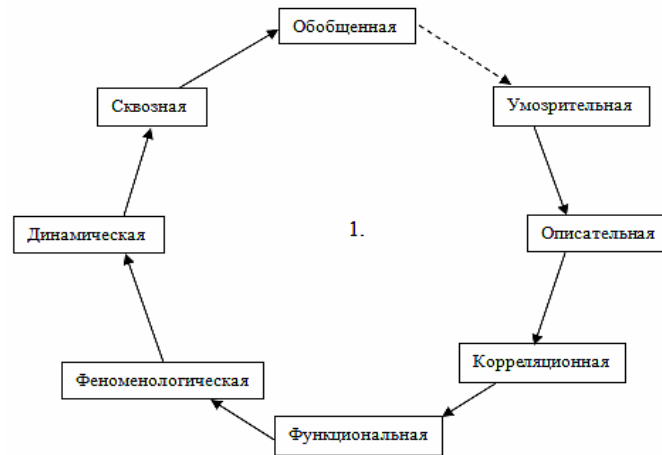 Обобщенная
Сквозная
Умозрительная
Динамическая
1.
Описательная
Феноменологическая
Корреляционная
Функциональная